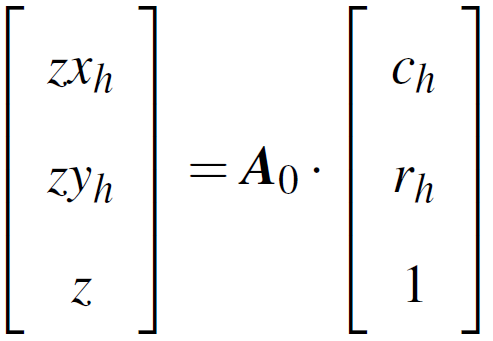 [ zx_h ] [ c_h ]
[ zy_h ] = A_0 · [ r_h ]
[ z ] [ 1 ]